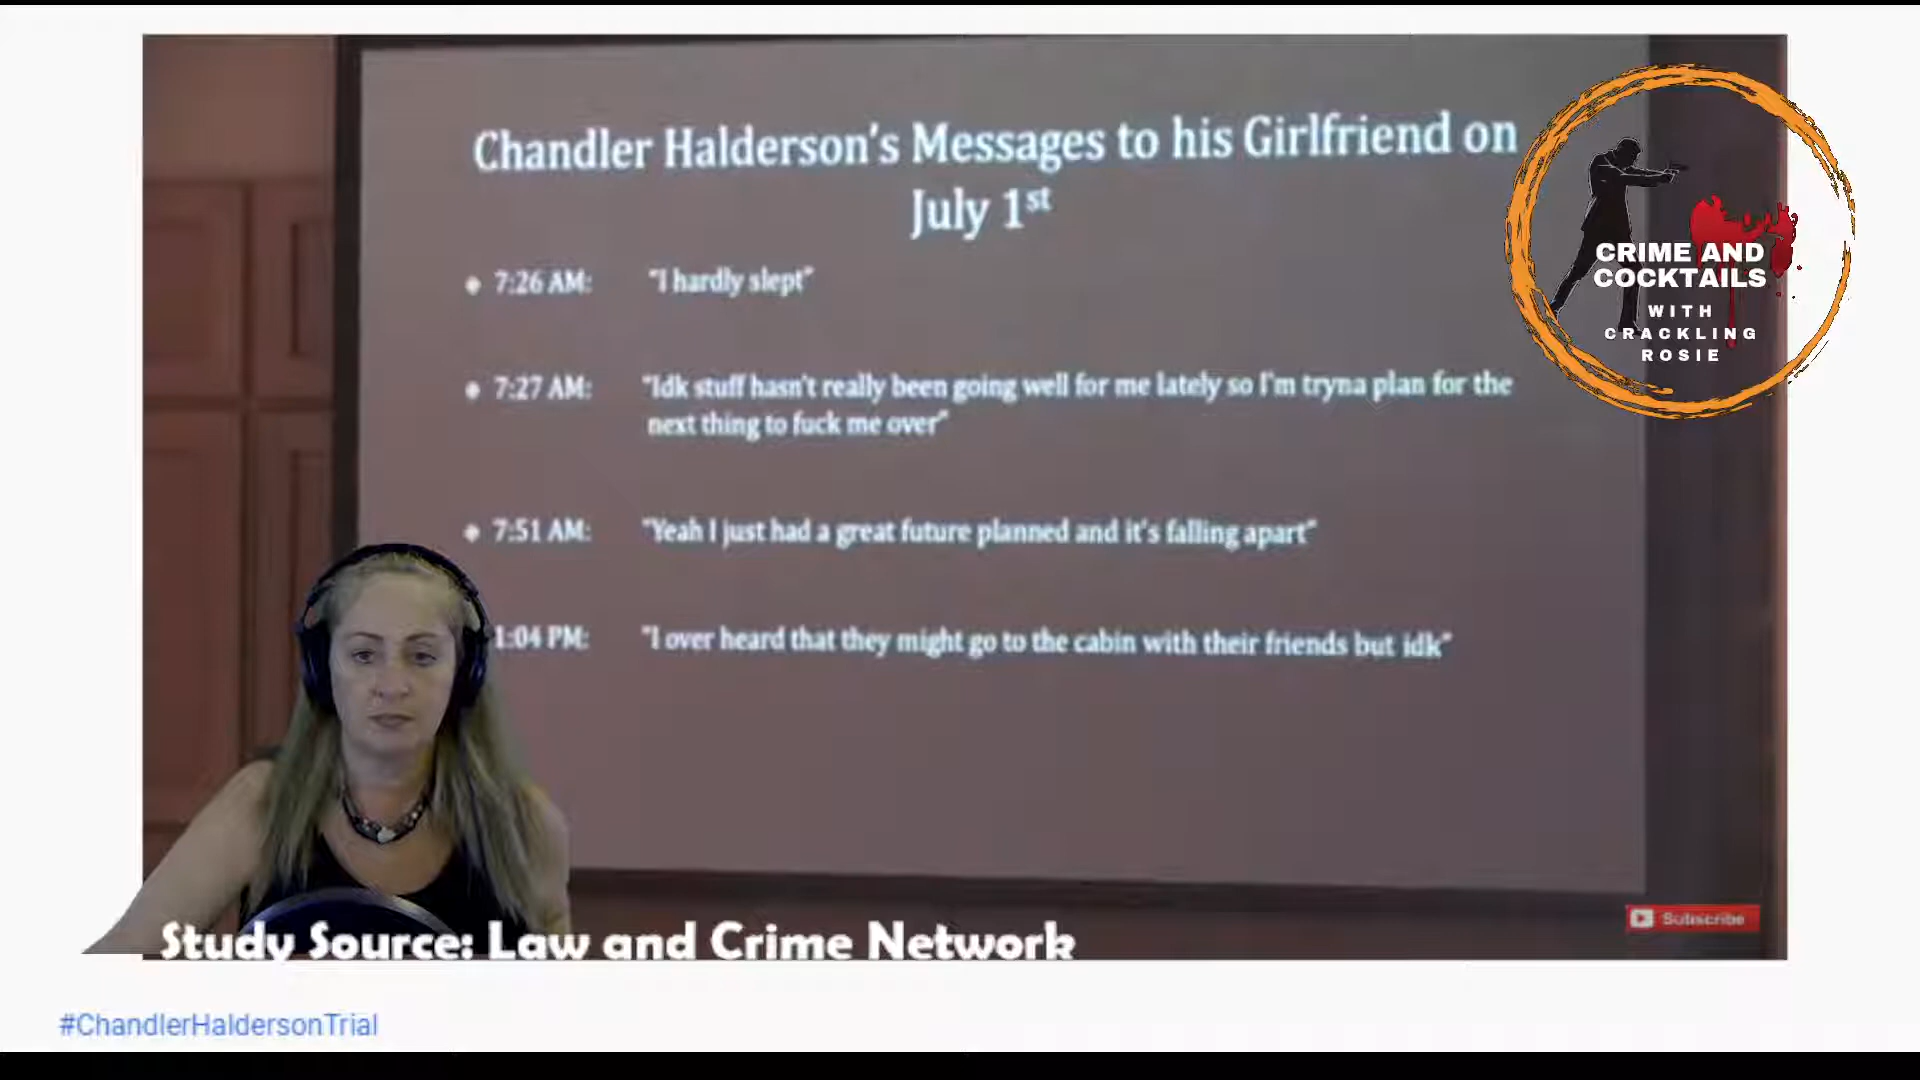 Chandler Halderson's Messages to his Girlfriend on
July 1st
7:26 AM: "I hardly slept"
7:27 AM: "Idk stuff hasn't really been going well for me lately so I'm tryna plan for the
next thing to fuck me over"
7:51 AM: "Yeah I just had a great future planned and it's falling apart"
1:04 PM: "I over heard that they might go to the cabin with their friends but idk"
CRIME AND
COCKTAILS
WITH
CRACKLING
ROSIE
Subscribe
Study Source: Law and Crime Network
#ChandlerHaldersonTrial